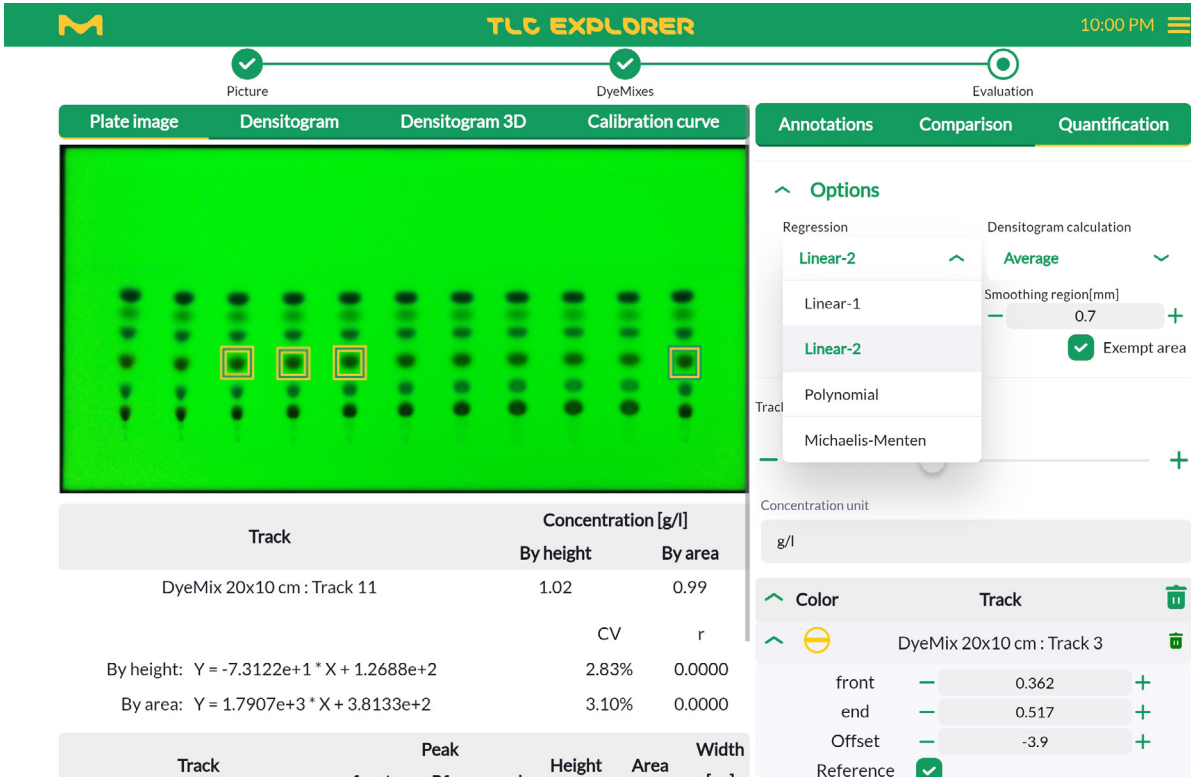 TLC EXPLORER
10:00 PM
Picture
DyeMixes
Evaluation
Plate image Densitogram Densitogram 3D Calibration curve
Annotations Comparison Quantification
Options
Regression
Densitogram calculation
Linear-2
Average
Linear-1
Linear-2
Polynomial
Michaelis-Menten
Smoothing region[mm]
0.7
Exempt area
Concentration unit
g/l
Track Concentration [g/l]
By height By area
DyeMix 20x10 cm : Track 11 1.02 0.99
CV r
By height: Y = -7.3122e+1 * X + 1.2688e+2 2.83% 0.0000
By area: Y = 1.7907e+3 * X + 3.8133e+2 3.10% 0.0000
Track Peak Height Area Width
Color Track
DyeMix 20x10 cm : Track 3
front 0.362
end 0.517
Offset -3.9
Reference